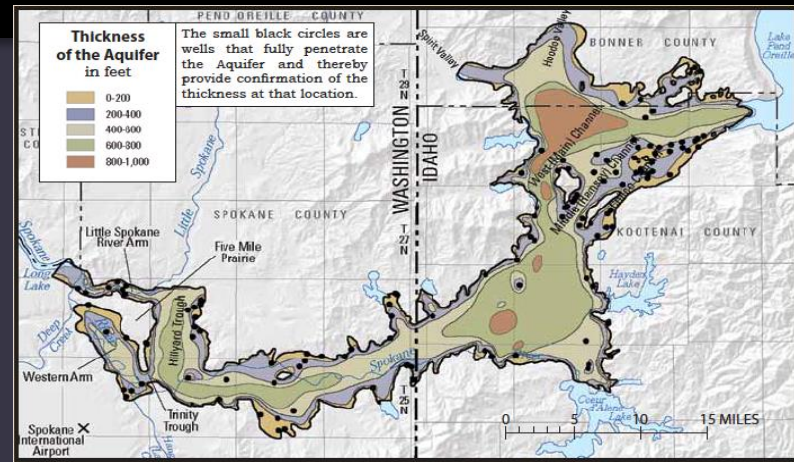 PEND OREILLE COUNTY
Thickness
of the Aquifer
in feet
0-200
200-400
400-600
600-800
800-1,000
The small black circles are
wells that fully penetrate
the Aquifer and thereby
provide confirmation of the
thickness at that location.
Spirit Valley
Hoodoo Valley
BONNER COUNTY
Lake
Pend
Oreille
T
29
N
WASHINGTON
IDAHO
West (Main) Channel
Middle (Ramsey) Channel
Little Spokane
SPOKANE COUNTY
T
27
N
KOOTENAI COUNTY
Little Spokane
River Arm
Five Mile
Prairie
Spokane
Long
Lake
Hayden
Lake
Deep
Creek
Hillyard Trough
Spokane
Western Arm
T
25
N
Trinity
Trough
Coeur
d'Alene
Lake
Spokane
International
Airport
0 5 10 15 MILES